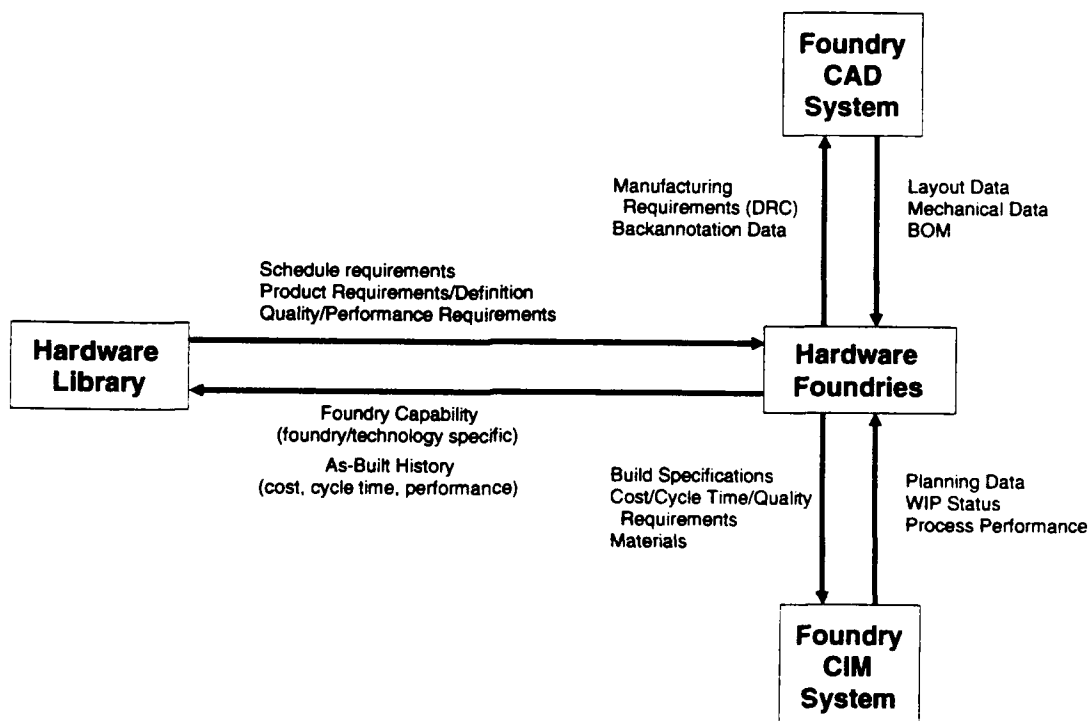 Foundry
CAD
System
Manufacturing
Requirements (DRC)
Backannotation Data
Layout Data
Mechanical Data
BOM
Schedule requirements
Product Requirements/Definition
Quality/Performance Requirements
Hardware
Library
Hardware
Foundries
Foundry Capability
(foundry/technology specific)
As-Built History
(cost, cycle time, performance)
Build Specifications
Cost/Cycle Time/Quality
Requirements
Materials
Planning Data
WIP Status
Process Performance
Foundry
CIM
System